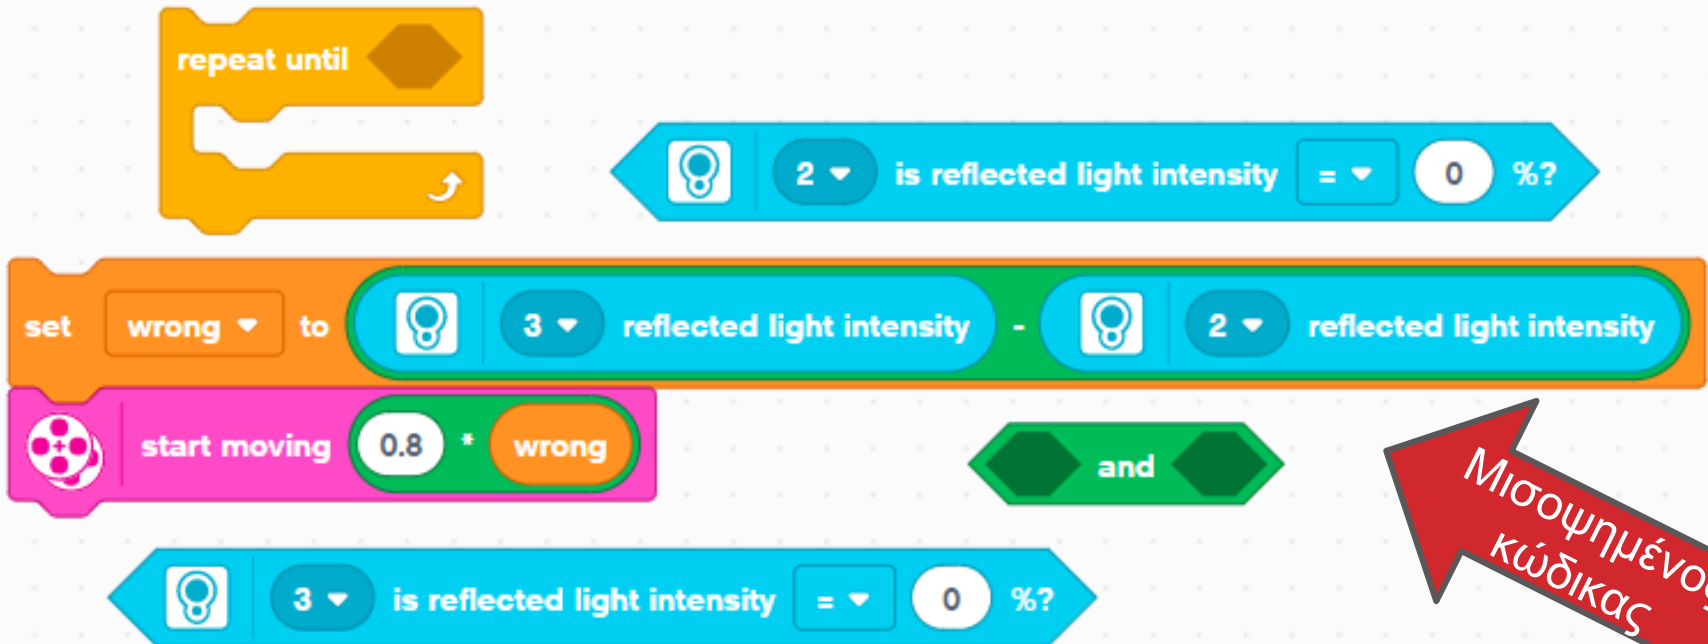 repeat until
2 is reflected light intensity = 0 %?
set wrong to 3 reflected light intensity - 2 reflected light intensity
start moving 0.8 * wrong
and
Μισοψημένος
κώδικας
3 is reflected light intensity = 0 %?